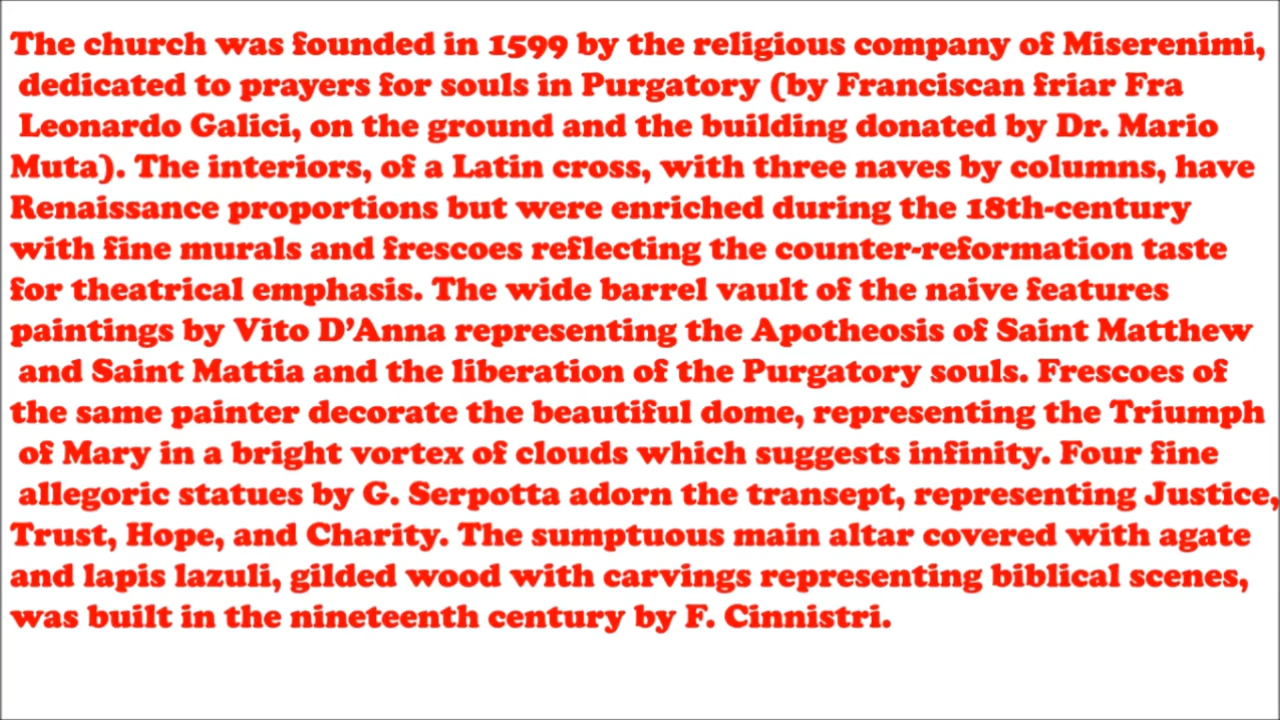 The church was founded in 1599 by the religious company of Miserenimi,
dedicated to prayers for souls in Purgatory (by Franciscan friar Fra
Leonardo Galici, on the ground and the building donated by Dr. Mario
Muta). The interiors, of a Latin cross, with three naves by columns, have
Renaissance proportions but were enriched during the 18th-century
with fine murals and frescoes reflecting the counter-reformation taste
for theatrical emphasis. The wide barrel vault of the naive features
paintings by Vito D’Anna representing the Apotheosis of Saint Matthew
and Saint Mattia and the liberation of the Purgatory souls. Frescoes of
the same painter decorate the beautiful dome, representing the Triumph
of Mary in a bright vortex of clouds which suggests infinity. Four fine
allegoric statues by G. Serpotta adorn the transept, representing Justice,
Trust, Hope, and Charity. The sumptuous main altar covered with agate
and lapis lazuli, gilded wood with carvings representing biblical scenes,
was built in the nineteenth century by F. Cinnistri.